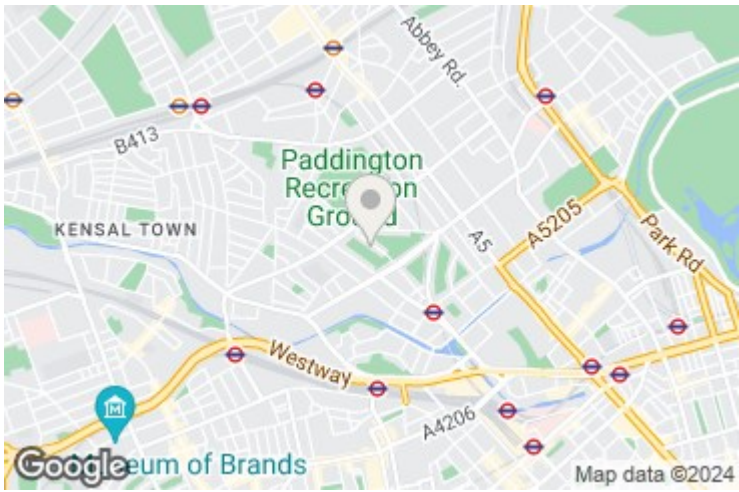 Abbey Rd.
B413
Paddington
Recreation
Ground
KENSAL TOWN
A5
A5205
Park Rd
Westway
A4206
M
Museum of Brands
Google
Map data ©2024